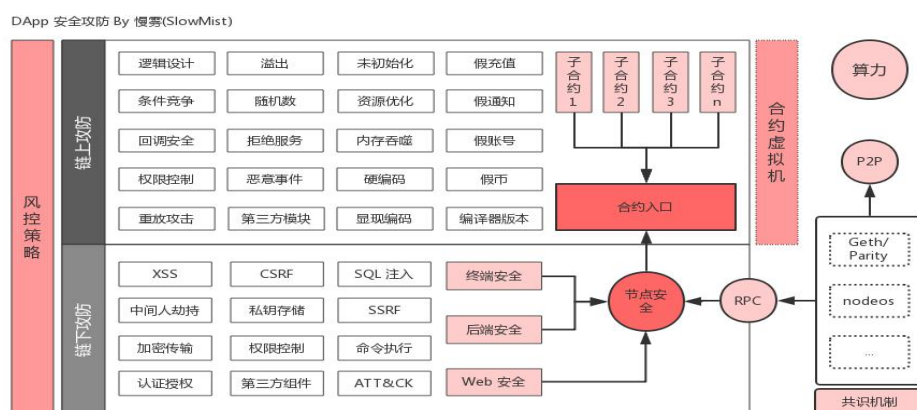 DApp 安全攻防 By 慢雾(SlowMist)
风控策略
链上攻防
逻辑设计 溢出 未初始化 假充值
条件竞争 随机数 资源优化 假通知
回调安全 拒绝服务 内存吞噬 假账号
权限控制 恶意事件 硬编码 假币
重放攻击 第三方模块 显现编码 编译器版本
子合约1 子合约2 子合约3 子合约n
合约入口
合约虚拟机
算力
P2P
链下攻防
XSS CSRF SQL 注入 终端安全
中间人劫持 私钥存储 SSRF 后端安全
加密传输 权限控制 命令执行
认证授权 第三方组件 ATT&CK Web 安全
节点安全
RPC
Geth/
Parity
nodeos
...
共识机制